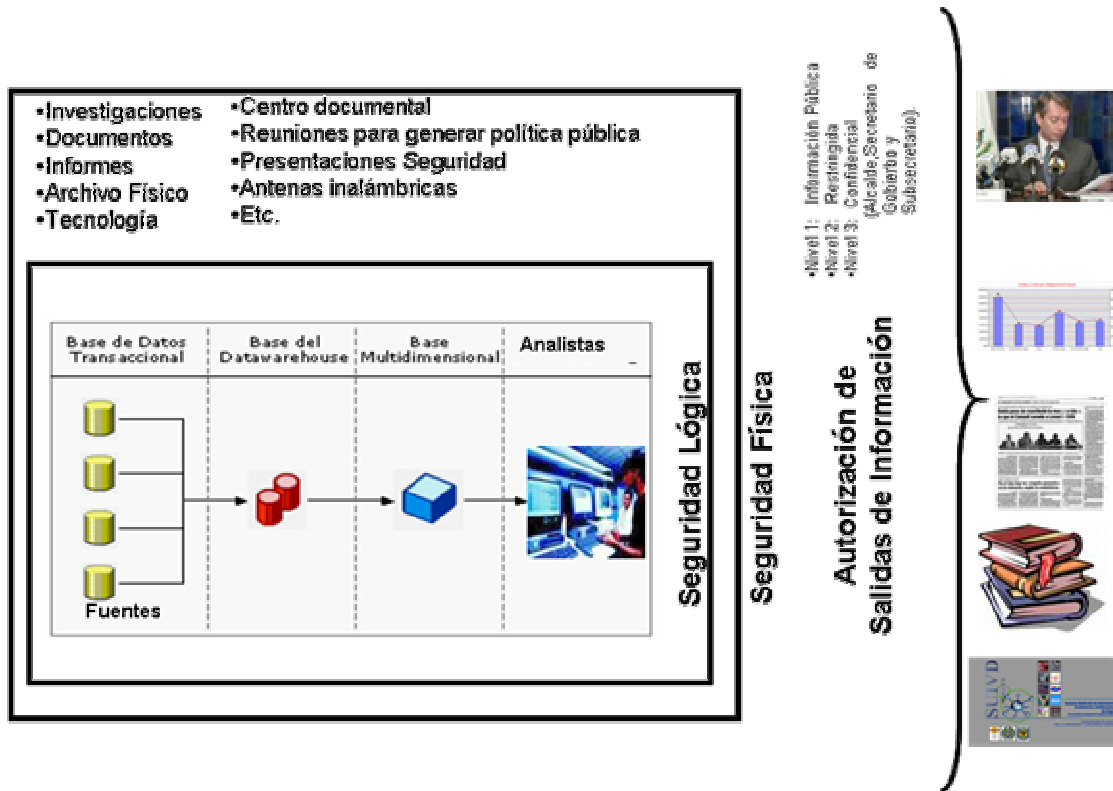 •Investigaciones
•Documentos
•Informes
•Archivo Físico
•Tecnología
•Centro documental
•Reuniones para generar política pública
•Presentaciones Seguridad
•Antenas inalámbricas
•Etc.
Base de Datos
Transaccional
Base del
Datawarehouse
Base
Multidimensional
Analistas
Fuentes
Seguridad Lógica
Seguridad Física
•Nivel 1: Información Pública
•Nivel 2: Restringida
•Nivel 3: Confidencial
(Alcalde,Secretario de
Gobierno y
Subsecretario).
Autorización de
Salidas de Información
SUIVD